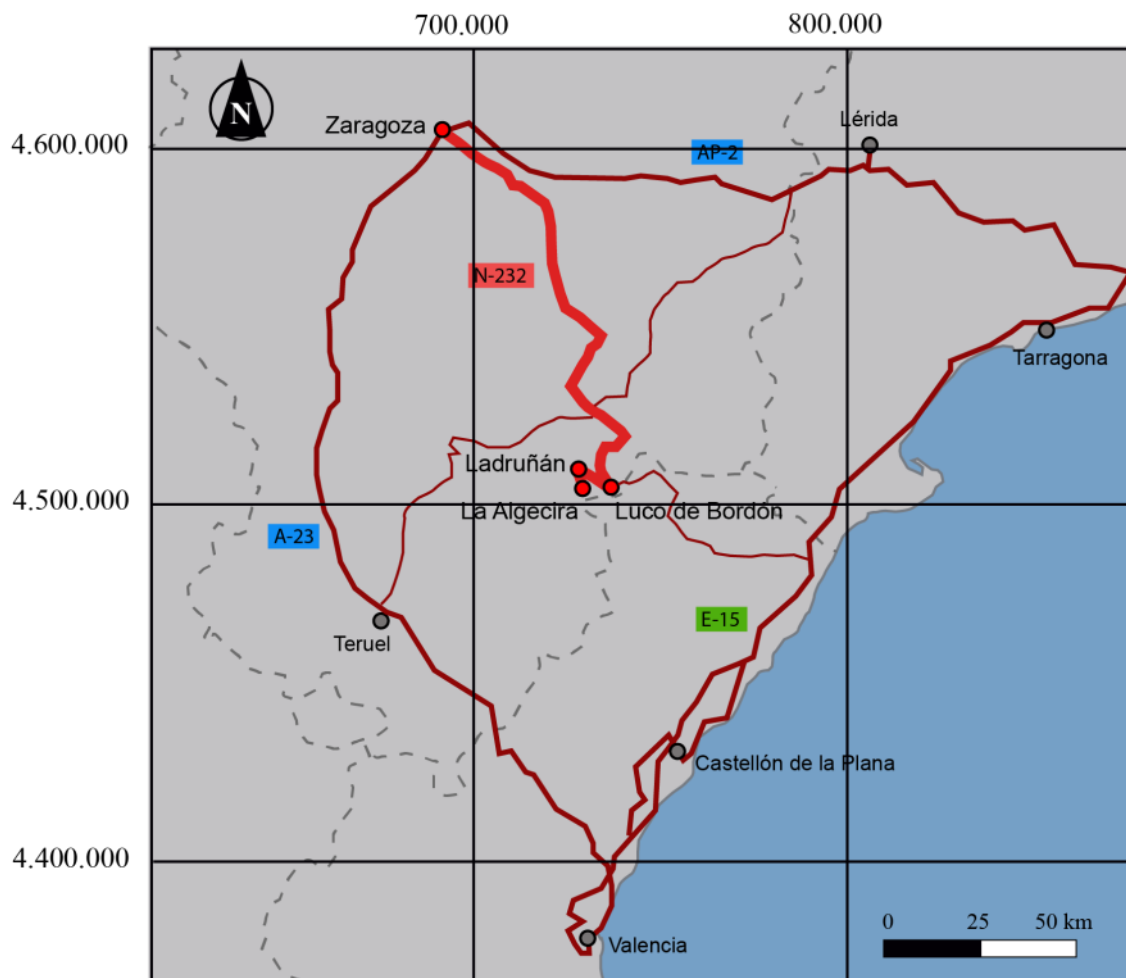 700.000 800.000
N
Zaragoza
Lérida
4.600.000
AP-2
N-232
Tarragona
Ladruñán
4.500.000
La Algecira
Luco de Bordón
A-23
E-15
Teruel
Castellón de la Plana
4.400.000
0 25 50 km
Valencia